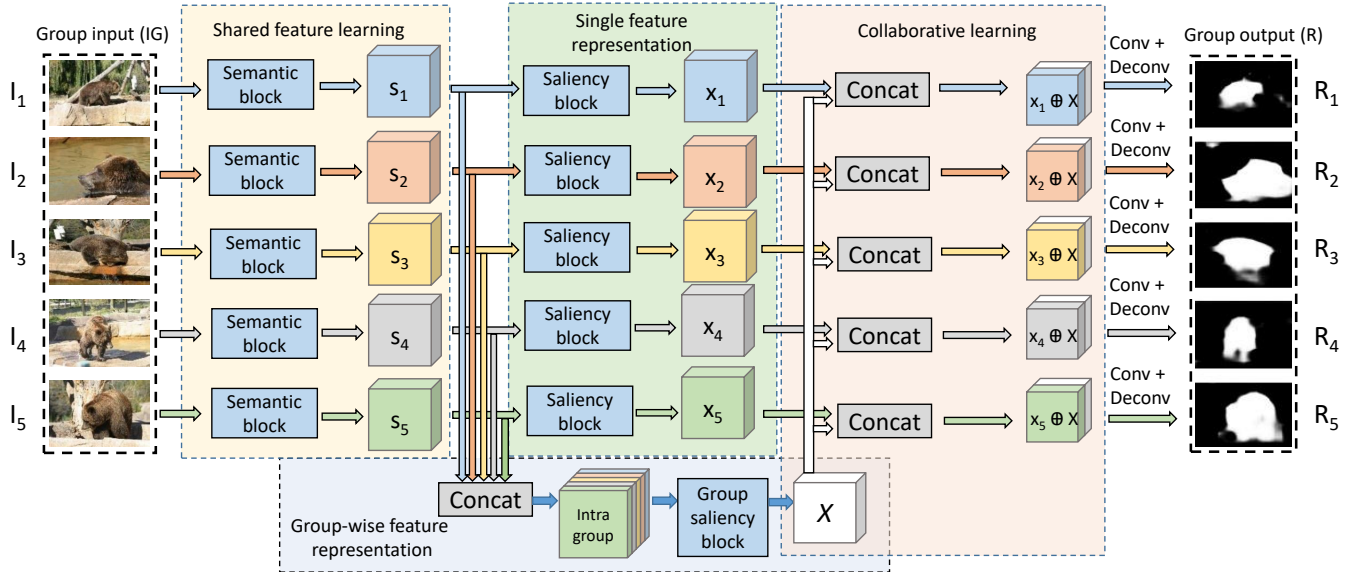 Group input (IG)
Shared feature learning
Single feature
representation
Collaborative learning
Conv +
Deconv
Group output (R)
I1
Semantic
block
s1
Saliency
block
x1
Concat
x1 ⊕ X
R1
Conv +
Deconv
I2
Semantic
block
s2
Saliency
block
x2
Concat
x2 ⊕ X
R2
Conv +
Deconv
I3
Semantic
block
s3
Saliency
block
x3
Concat
x3 ⊕ X
R3
Conv +
Deconv
I4
Semantic
block
s4
Saliency
block
x4
Concat
x4 ⊕ X
R4
Conv +
Deconv
I5
Semantic
block
s5
Saliency
block
x5
Concat
x5 ⊕ X
R5
Group-wise feature
representation
Concat
Intra
group
Group
saliency
block
X